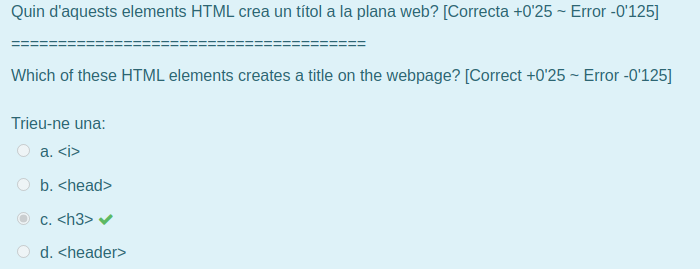 Quin d'aquests elements HTML crea un títol a la plana web? [Correcta +0'25 ~ Error -0'125]
======================================
Which of these HTML elements creates a title on the webpage? [Correct +0'25 ~ Error -0'125]
Trieu-ne una:
a. <i>
b. <head>
c. <h3>
d. <header>